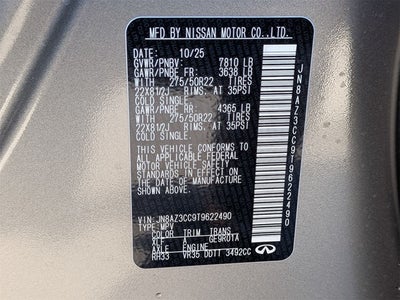 MFD BY NISSAN MOTOR CO.,LTD.
DATE: 10/25
GVWR/PNBV: 7810 LB
GAWR/PNBE FR: 3638 LB
WITH 275/50R22 TIRES
22X81/2J RIMS, AT 35PSI
COLD SINGLE.
GAWR/PNBE RR: 4365 LB
WITH 275/50R22 TIRES
22X81/2J RIMS, AT 35PSI
COLD SINGLE.
THIS VEHICLE CONFORMS TO
ALL APPLICABLE FEDERAL
MOTOR VEHICLE SAFETY
STANDARDS IN EFFECT ON
THE DATE OF MANUFACTURE
SHOWN ABOVE.
VIN: JN8AZ3CC9T9622490
TYPE: MPV
COLOR TRIM TRANS
XLF A GE9R01X
AXLE ENGINE
RH33 VR35 DDTT 3492CC
INFINITI
JN8AZ3CC9T9622490